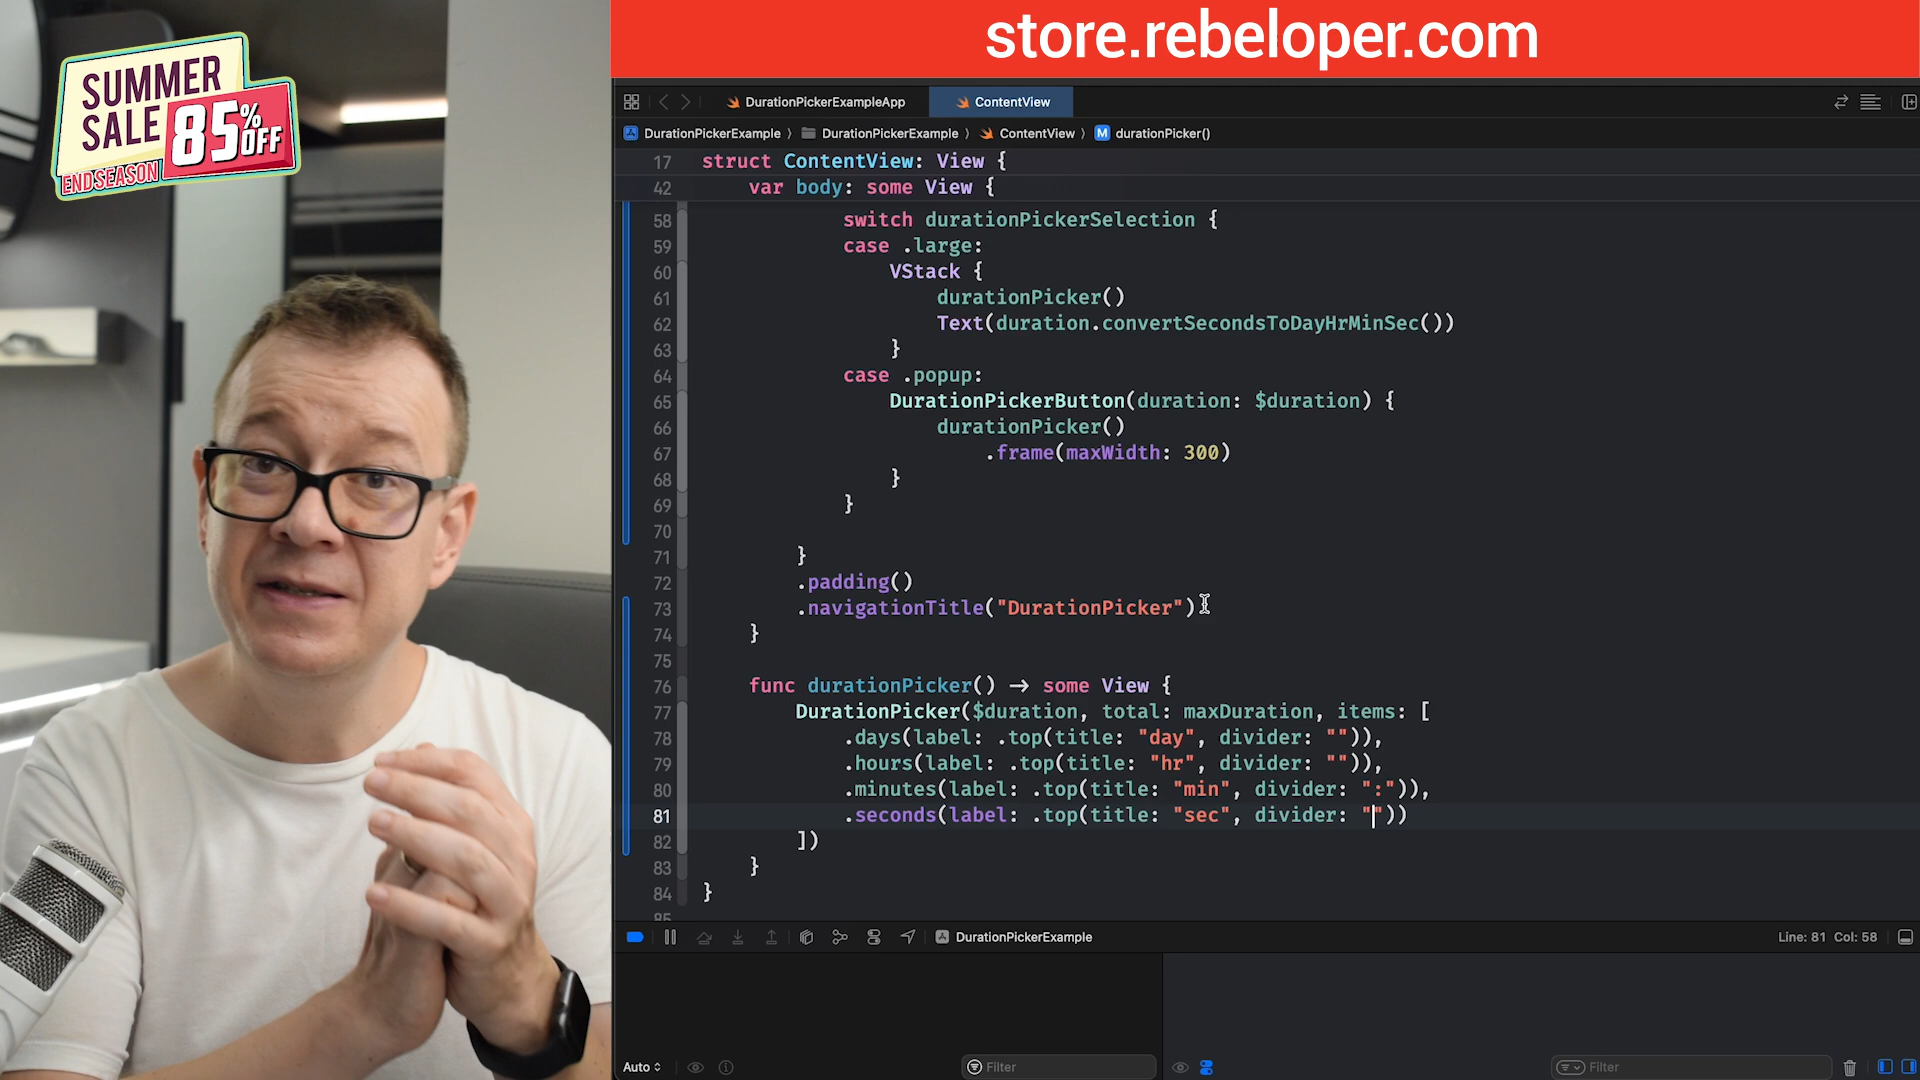 SUMMER
SALE 85% OFF
END SEASON
store.rebeloper.com
DurationPickerExampleApp
ContentView
DurationPickerExample 〉 DurationPickerExample 〉 ContentView 〉 M durationPicker()
17 struct ContentView: View {
42 var body: some View {
58 switch durationPickerSelection {
59 case .large:
60 VStack {
61 durationPicker()
62 Text(duration.convertSecondsToDayHrMinSec())
63 }
64 case .popup:
65 DurationPickerButton(duration: $duration) {
66 durationPicker()
67 .frame(maxWidth: 300)
68 }
69 }
70
71 }
72 .padding()
73 .navigationTitle("DurationPicker")
74 }
75
76 func durationPicker() → some View {
77 DurationPicker($duration, total: maxDuration, items: [
78 .days(label: .top(title: "day", divider: "")),
79 .hours(label: .top(title: "hr", divider: "")),
80 .minutes(label: .top(title: "min", divider: ":")),
81 .seconds(label: .top(title: "sec", divider: ""))
82 ])
83 }
84 }
85
DurationPickerExample
Line: 81 Col: 58
Auto
Filter
Filter